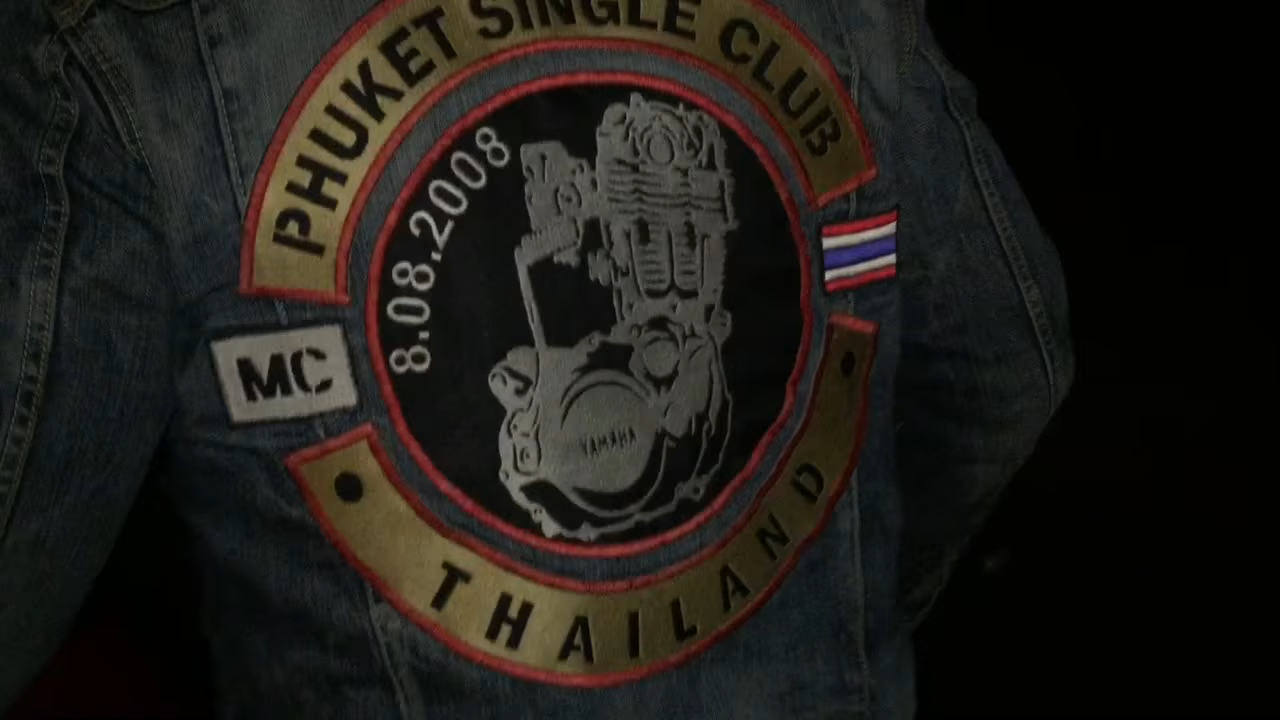 PHUKET SINGLE CLUB
8.08.2008
MC
YAMAHA
THAILAND